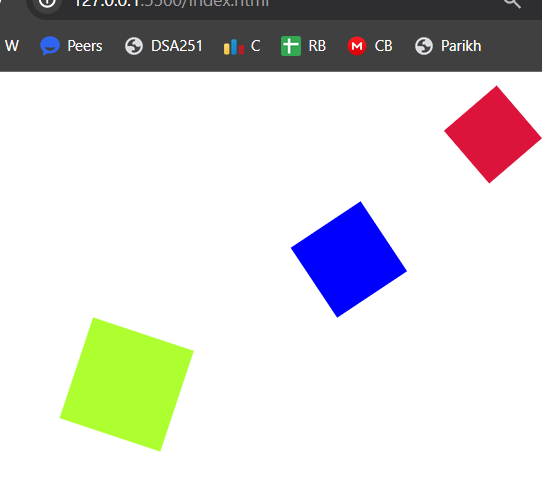 127.0.0.1:5500/index.html
W Peers DSA251 C RB CB Parikh